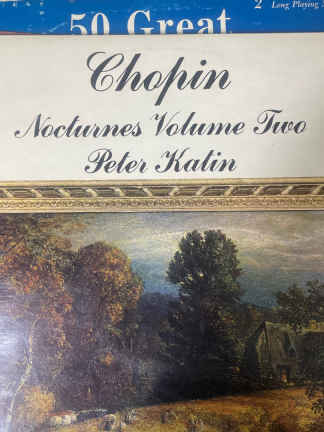 2 Long Playing
50 Great
Chopin
Nocturnes Volume Two
Peter Katin